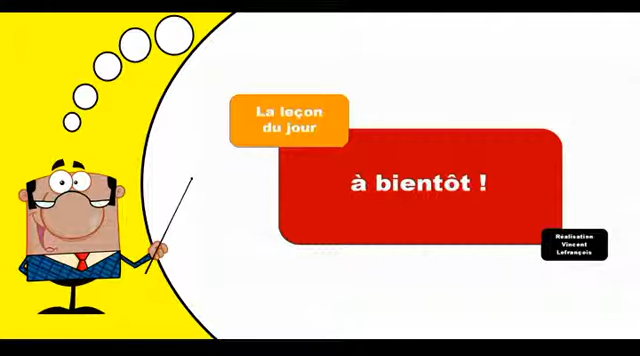 La leçon
du jour
à bientôt !
Réalisation
Vincent
Lefrançois